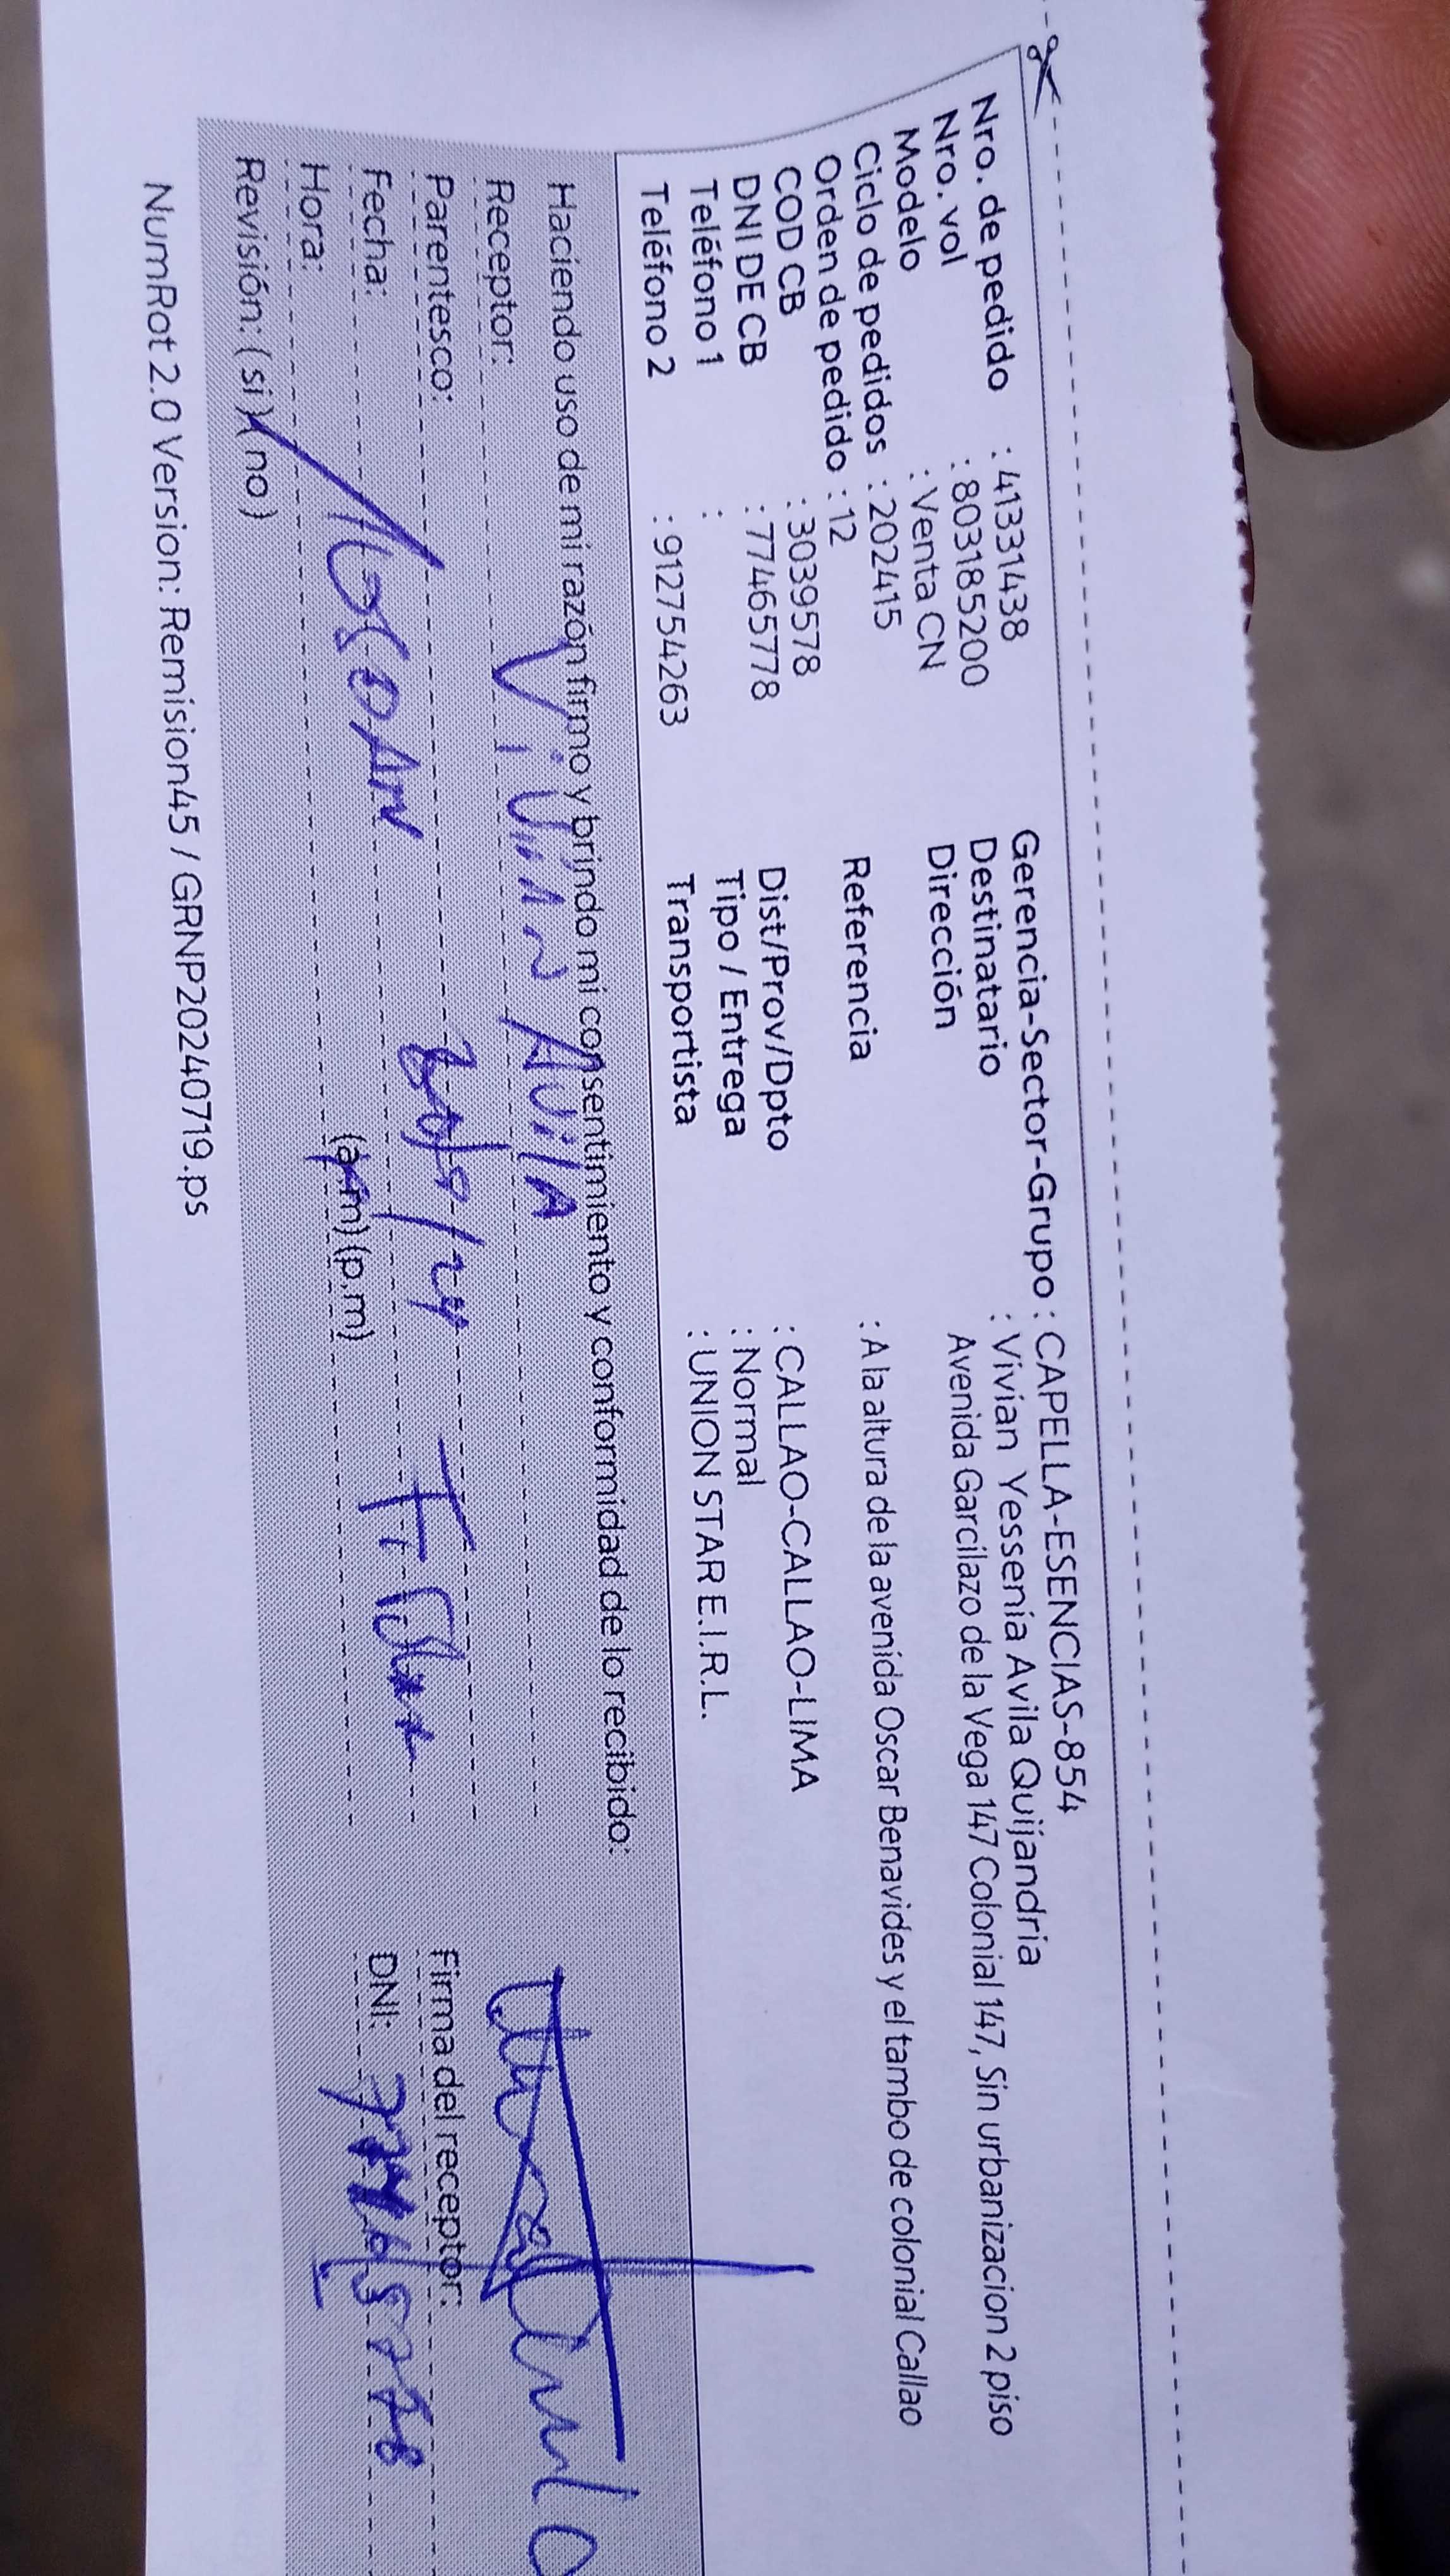 Nro. de pedido : 41331438
Nro. vol : 803185200
Modelo : Venta CN
Ciclo de pedidos : 202415
Orden de pedido : 12
COD CB : 3039578
DNI DE CB : 77465778
Teléfono 1 :
Teléfono 2 : 912754263
Gerencia-Sector-Grupo : CAPELLA-ESENCIAS-854
Destinatario : Vivian Yessenia Avila Quijandria
Dirección Avenida Garcilazo de la Vega 147 Colonial 147, Sin urbanizacion 2 piso
Referencia : A la altura de la avenida Oscar Benavides y el tambo de colonial Callao
Dist/Prov/Dpto : CALLAO-CALLAO-LIMA
Tipo / Entrega : Normal
Transportista : UNION STAR E.I.R.L.
Haciendo uso de mi razón firmo y brindo mi consentimiento y conformidad de lo recibido:
Receptor: ViViAN AVilA
Parentesco:
Fecha:
Hora: (a.m) (p.m)
Revisión: (si) (no)
Firma del receptor:
DNI: 77465778
NumRot 2.0 Version: Remision45 / GRNP20240719.ps